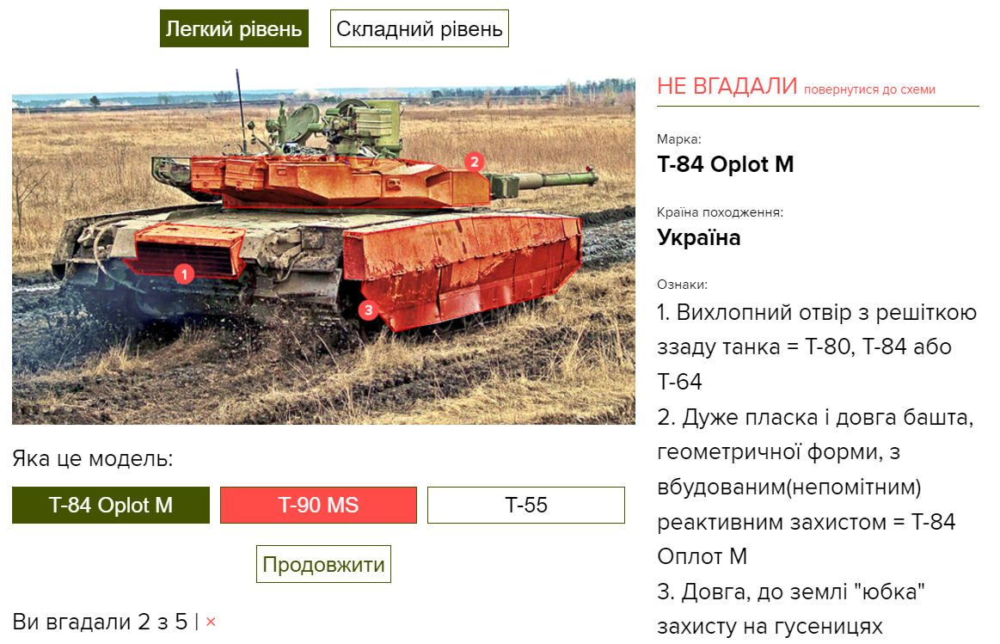 Легкий рівень
Складний рівень
НЕ ВГАДАЛИ повернутися до схеми
Марка:
Т-84 Oplot M
Країна походження:
Україна
Ознаки:
1. Вихлопний отвір з решіткою
ззаду танка = Т-80, Т-84 або
Т-64
2. Дуже пласка і довга башта,
геометричної форми, з
вбудованим(непомітним)
реактивним захистом = Т-84
Оплот М
3. Довга, до землі "юбка"
захисту на гусеницях
2
1
3
Яка це модель:
Т-84 Oplot M
Т-90 MS
Т-55
Продовжити
Ви вгадали 2 з 5 | ×